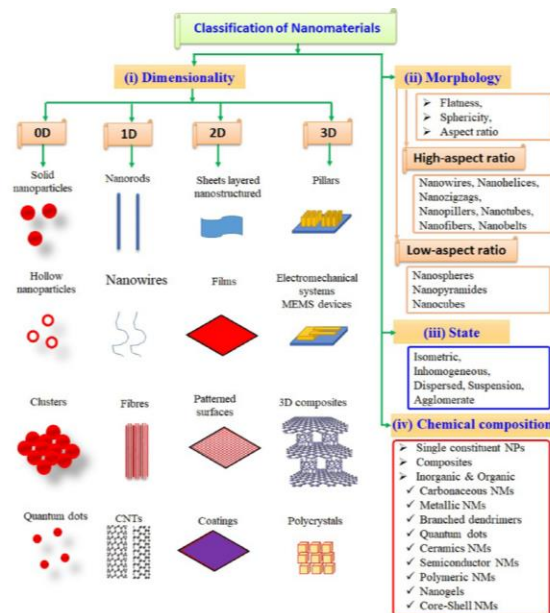 Classification of Nanomaterials
(i) Dimensionality
0D
1D
2D
3D
Solid
nanoparticles
Nanorods
Sheets layered
nanostructured
Pillars
Hollow
nanoparticles
Nanowires
Films
Electromechanical
systems
MEMS devices
Clusters
Fibres
Patterned
surfaces
3D composites
Quantum dots
CNTs
Coatings
Polycrystals
(ii) Morphology
➢ Flatness,
➢ Sphericity,
➢ Aspect ratio
High-aspect ratio
Nanowires, Nanohelices,
Nanozigzags,
Nanopillers, Nanotubes,
Nanofibers, Nanobelts
Low-aspect ratio
Nanospheres
Nanopyramides
Nanocubes
(iii) State
Isometric,
Inhomogeneous,
Dispersed, Suspension,
Agglomerate
(iv) Chemical composition
➢ Single constituent NPs
➢ Composites
➢ Inorganic & Organic
✓ Carbonaceous NMs
✓ Metallic NMs
✓ Branched dendrimers
✓ Quantum dots
✓ Ceramics NMs
✓ Semiconductor NMs
✓ Polymeric NMs
✓ Nanogels
✓ Core-Shell NMs